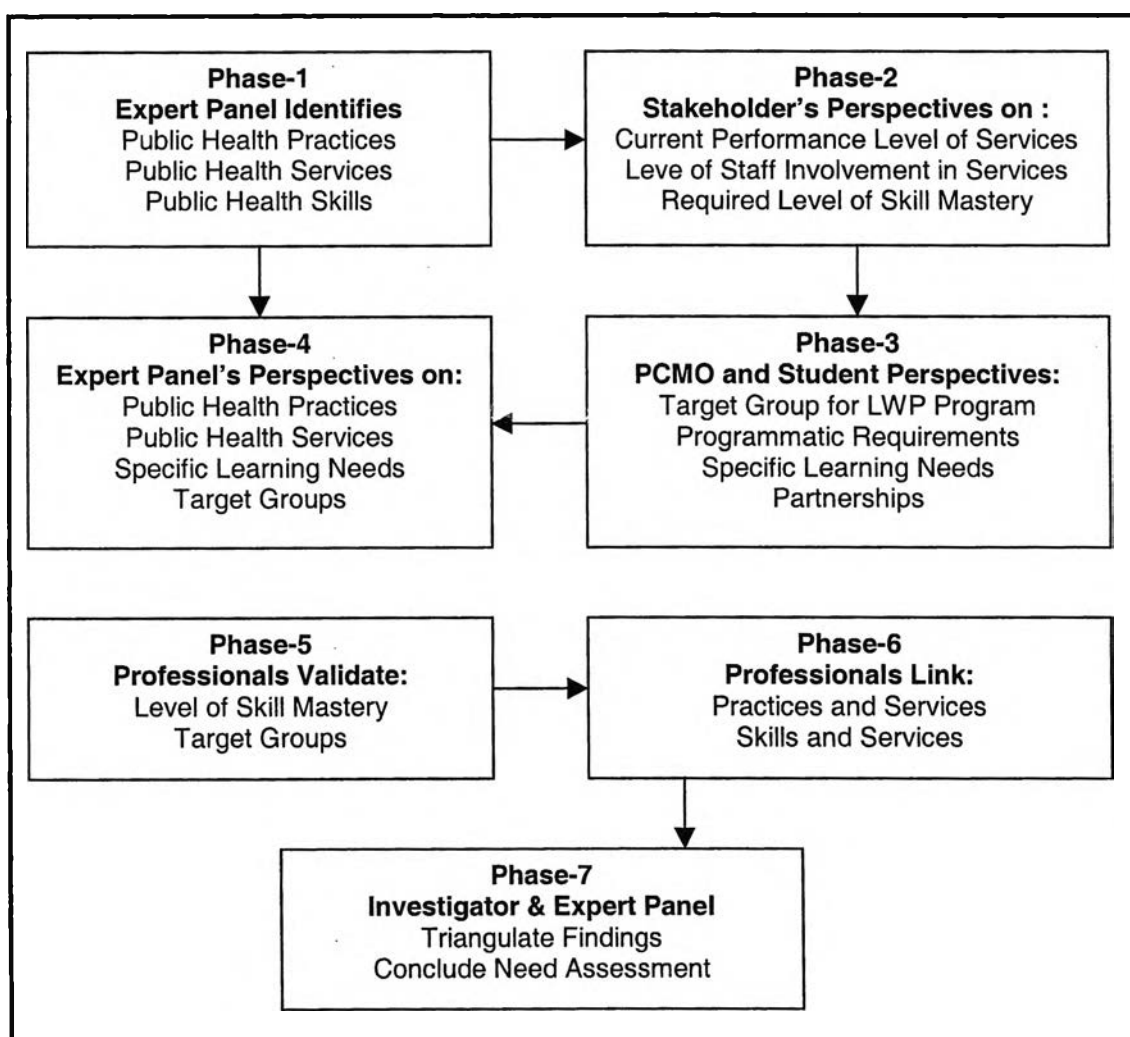 Phase-1
Expert Panel Identifies
Public Health Practices
Public Health Services
Public Health Skills
Phase-2
Stakeholder's Perspectives on :
Current Performance Level of Services
Leve of Staff Involvement in Services
Required Level of Skill Mastery
Phase-4
Expert Panel's Perspectives on:
Public Health Practices
Public Health Services
Specific Learning Needs
Target Groups
Phase-3
PCMO and Student Perspectives:
Target Group for LWP Program
Programmatic Requirements
Specific Learning Needs
Partnerships
Phase-5
Professionals Validate:
Level of Skill Mastery
Target Groups
Phase-6
Professionals Link:
Practices and Services
Skills and Services
Phase-7
Investigator & Expert Panel
Triangulate Findings
Conclude Need Assessment